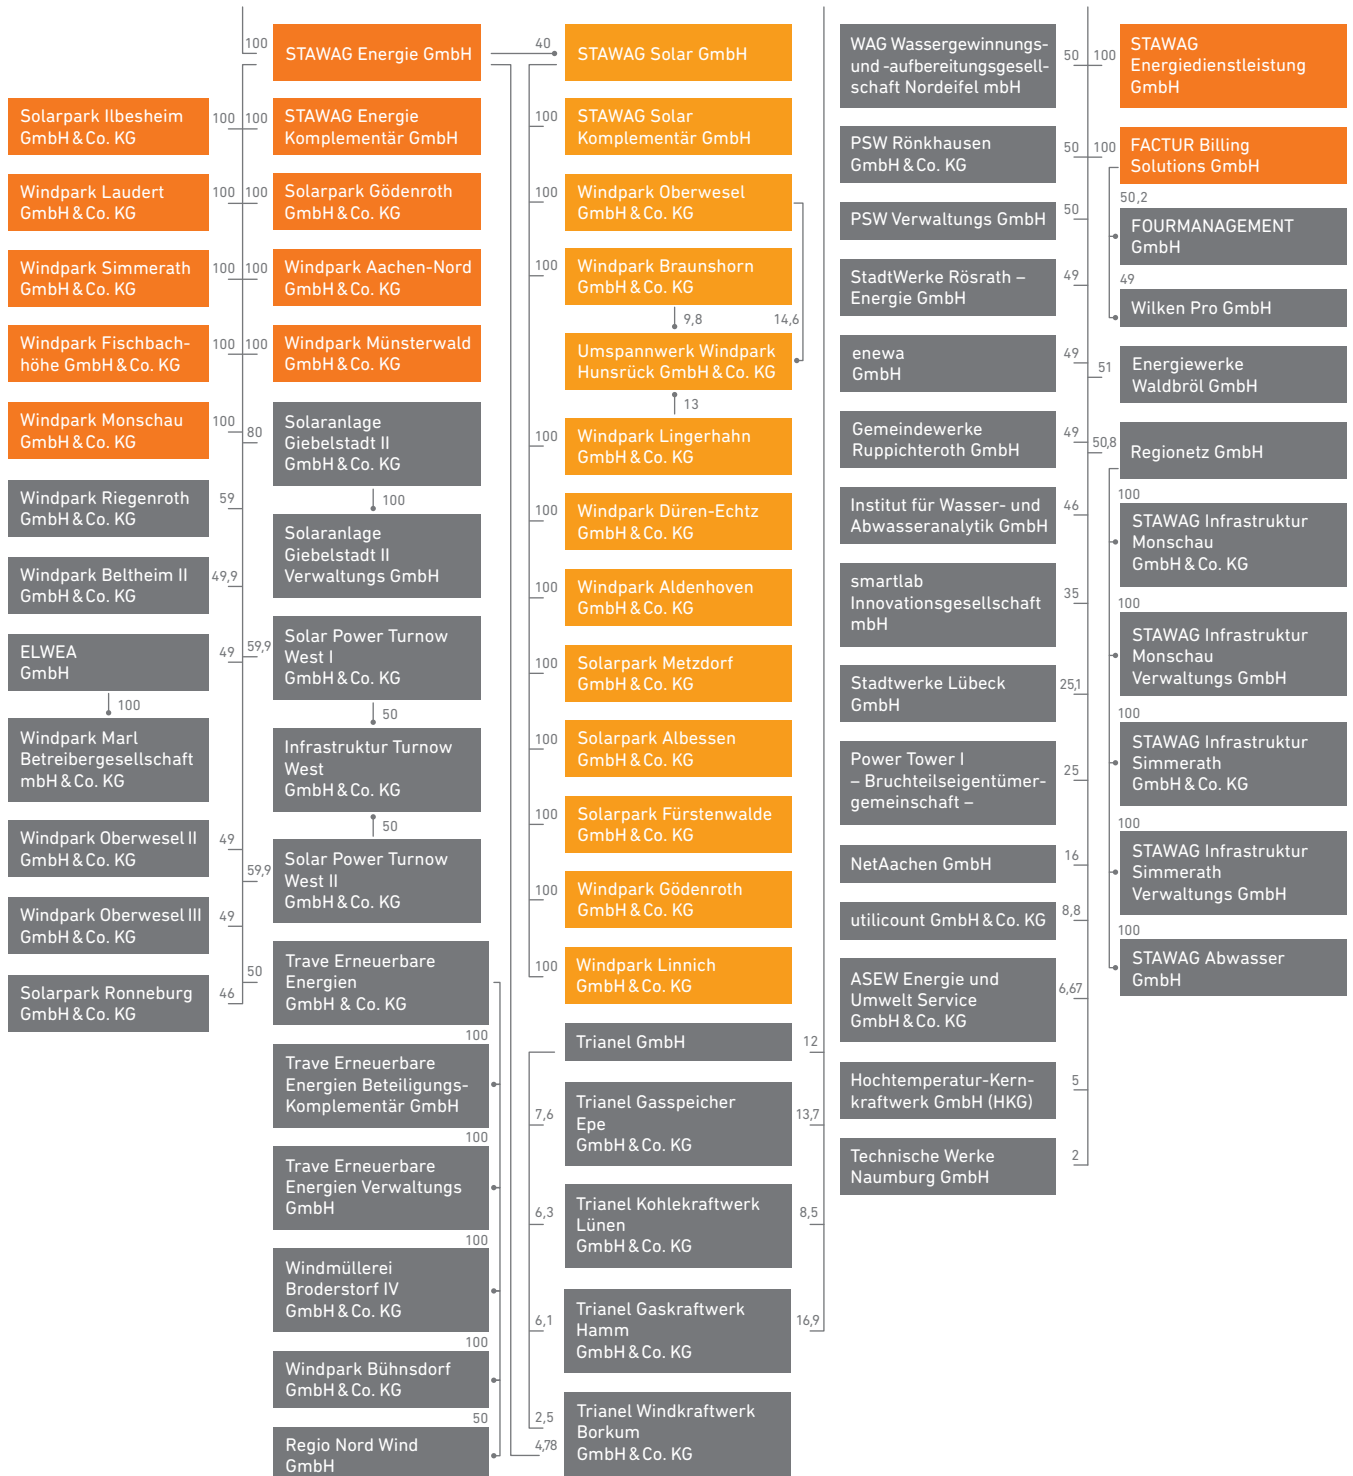 100
STAWAG Energie GmbH
40
STAWAG Solar GmbH
Solarpark Ilbesheim
GmbH & Co. KG
100
100
STAWAG Energie
Komplementär GmbH
100
STAWAG Solar
Komplementär GmbH
Windpark Laudert
GmbH & Co. KG
100
100
Solarpark Gödenroth
GmbH & Co. KG
100
Windpark Oberwesel
GmbH & Co. KG
Windpark Simmerath
GmbH & Co. KG
100
100
Windpark Aachen-Nord
GmbH & Co. KG
100
Windpark Braunshorn
GmbH & Co. KG
9,8
14,6
Windpark Fischbach-
höhe GmbH & Co. KG
100
100
Windpark Münsterwald
GmbH & Co. KG
Umspannwerk Windpark
Hunsrück GmbH & Co. KG
13
Windpark Monschau
GmbH & Co. KG
100
80
Solaranlage
Giebelstadt II
GmbH & Co. KG
100
Windpark Lingerhahn
GmbH & Co. KG
Windpark Riegenroth
GmbH & Co. KG
59
100
Solaranlage
Giebelstadt II
Verwaltungs GmbH
100
Windpark Düren-Echtz
GmbH & Co. KG
Windpark Beltheim II
GmbH & Co. KG
49,9
100
Windpark Aldenhoven
GmbH & Co. KG
ELWEA
GmbH
49
59,9
Solar Power Turnow
West I
GmbH & Co. KG
100
Solarpark Metzdorf
GmbH & Co. KG
100
50
Windpark Marl
Betreibergesellschaft
mbH & Co. KG
Infrastruktur Turnow
West
GmbH & Co. KG
100
Solarpark Albessen
GmbH & Co. KG
50
Windpark Oberwesel II
GmbH & Co. KG
49
59,9
Solar Power Turnow
West II
GmbH & Co. KG
100
Solarpark Fürstenwalde
GmbH & Co. KG
Windpark Oberwesel III
GmbH & Co. KG
49
100
Windpark Gödenroth
GmbH & Co. KG
Solarpark Ronneburg
GmbH & Co. KG
46
50
Trave Erneuerbare
Energien
GmbH & Co. KG
100
Windpark Linnich
GmbH & Co. KG
100
Trave Erneuerbare
Energien Beteiligungs-
Komplementär GmbH
100
Trave Erneuerbare
Energien Verwaltungs
GmbH
100
Windmüllerei
Broderstorf IV
GmbH & Co. KG
100
Windpark Bühnsdorf
GmbH & Co. KG
50
Regio Nord Wind
GmbH
Trianel GmbH
12
7,6
Trianel Gasspeicher
Epe
GmbH & Co. KG
13,7
6,3
Trianel Kohlekraftwerk
Lünen
GmbH & Co. KG
8,5
6,1
Trianel Gaskraftwerk
Hamm
GmbH & Co. KG
16,9
2,5
4,78
Trianel Windkraftwerk
Borkum
GmbH & Co. KG
WAG Wassergewinnungs-
und -aufbereitungsgesell-
schaft Nordeifel mbH
50
PSW Rönkhausen
GmbH & Co. KG
50
PSW Verwaltungs GmbH
50
StadtWerke Rösrath –
Energie GmbH
49
enewa
GmbH
49
Gemeindewerke
Ruppichteroth GmbH
49
Institut für Wasser- und
Abwasseranalytik GmbH
46
smartlab
Innovationsgesellschaft
mbH
35
Stadtwerke Lübeck
GmbH
25,1
Power Tower I
– Bruchteilseigentümer-
gemeinschaft –
25
NetAachen GmbH
16
utilicount GmbH & Co. KG
8,8
ASEW Energie und
Umwelt Service
GmbH & Co. KG
6,67
Hochtemperatur-Kern-
kraftwerk GmbH (HKG)
5
Technische Werke
Naumburg GmbH
2
100
STAWAG
Energiedienstleistung
GmbH
100
FACTUR Billing
Solutions GmbH
50,2
FOURMANAGEMENT
GmbH
49
Wilken Pro GmbH
51
Energiewerke
Waldbröl GmbH
50,8
Regionetz GmbH
100
STAWAG Infrastruktur
Monschau
GmbH & Co. KG
100
STAWAG Infrastruktur
Monschau
Verwaltungs GmbH
100
STAWAG Infrastruktur
Simmerath
GmbH & Co. KG
100
STAWAG Infrastruktur
Simmerath
Verwaltungs GmbH
100
STAWAG Abwasser
GmbH